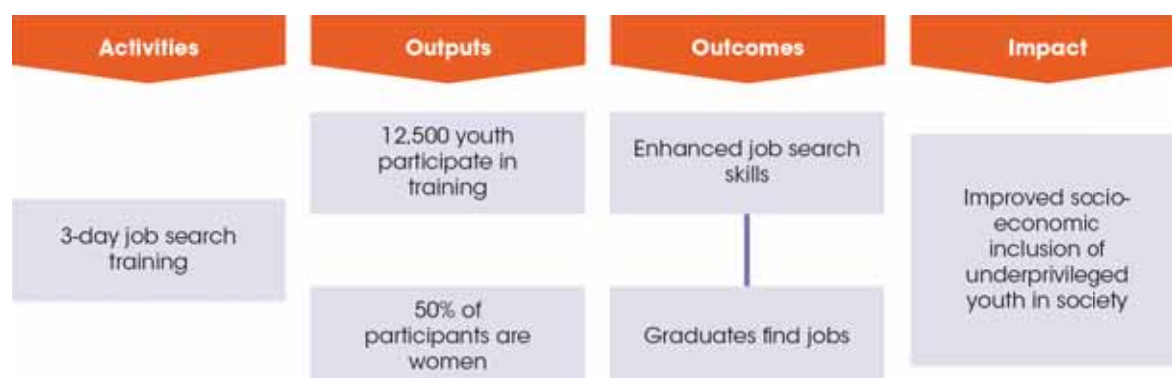 Activities
Outputs
Outcomes
Impact
3-day job search
training
12,500 youth
participate in
training
50% of
participants are
women
Enhanced job search
skills
Graduates find jobs
Improved socio-
economic
inclusion of
underprivileged
youth in society